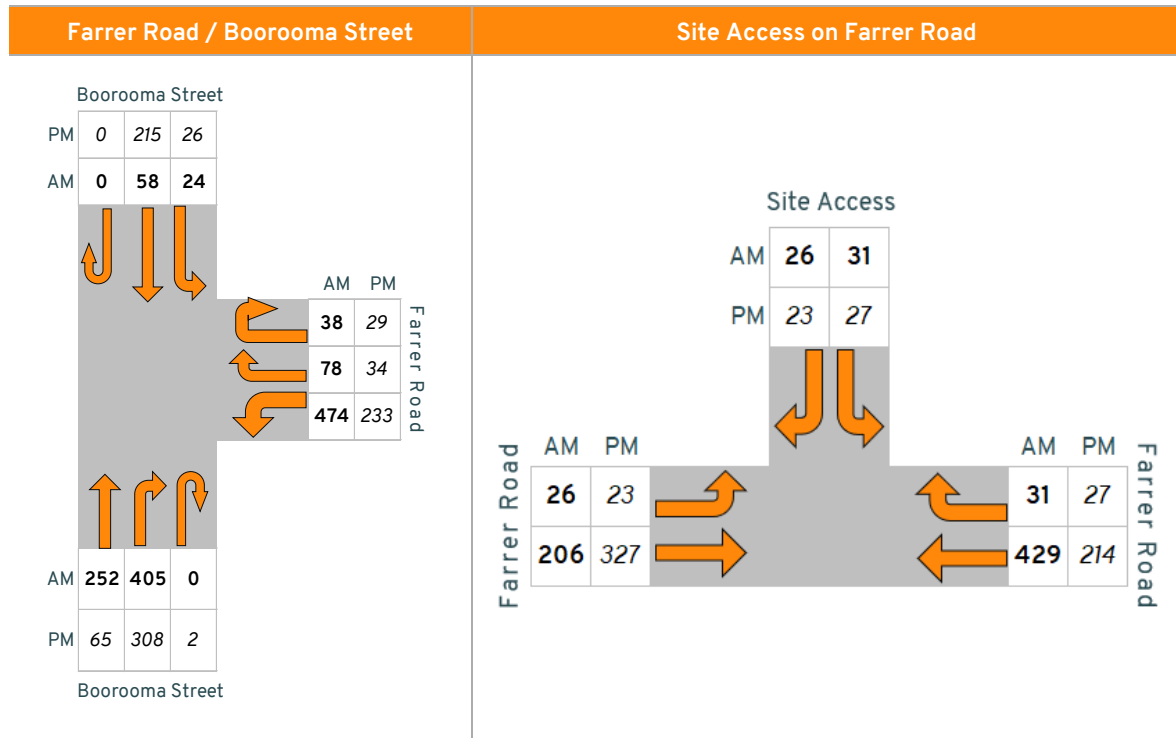 Farrer Road / Boorooma Street
Boorooma Street
PM 0 215 26
AM 0 58 24
AM PM
38 29
78 34
474 233
Farrer Road
AM 252 405 0
PM 65 308 2
Boorooma Street
Site Access on Farrer Road
Site Access
AM 26 31
PM 23 27
AM PM
26 23
206 327
Farrer Road
AM PM
31 27
429 214
Farrer Road